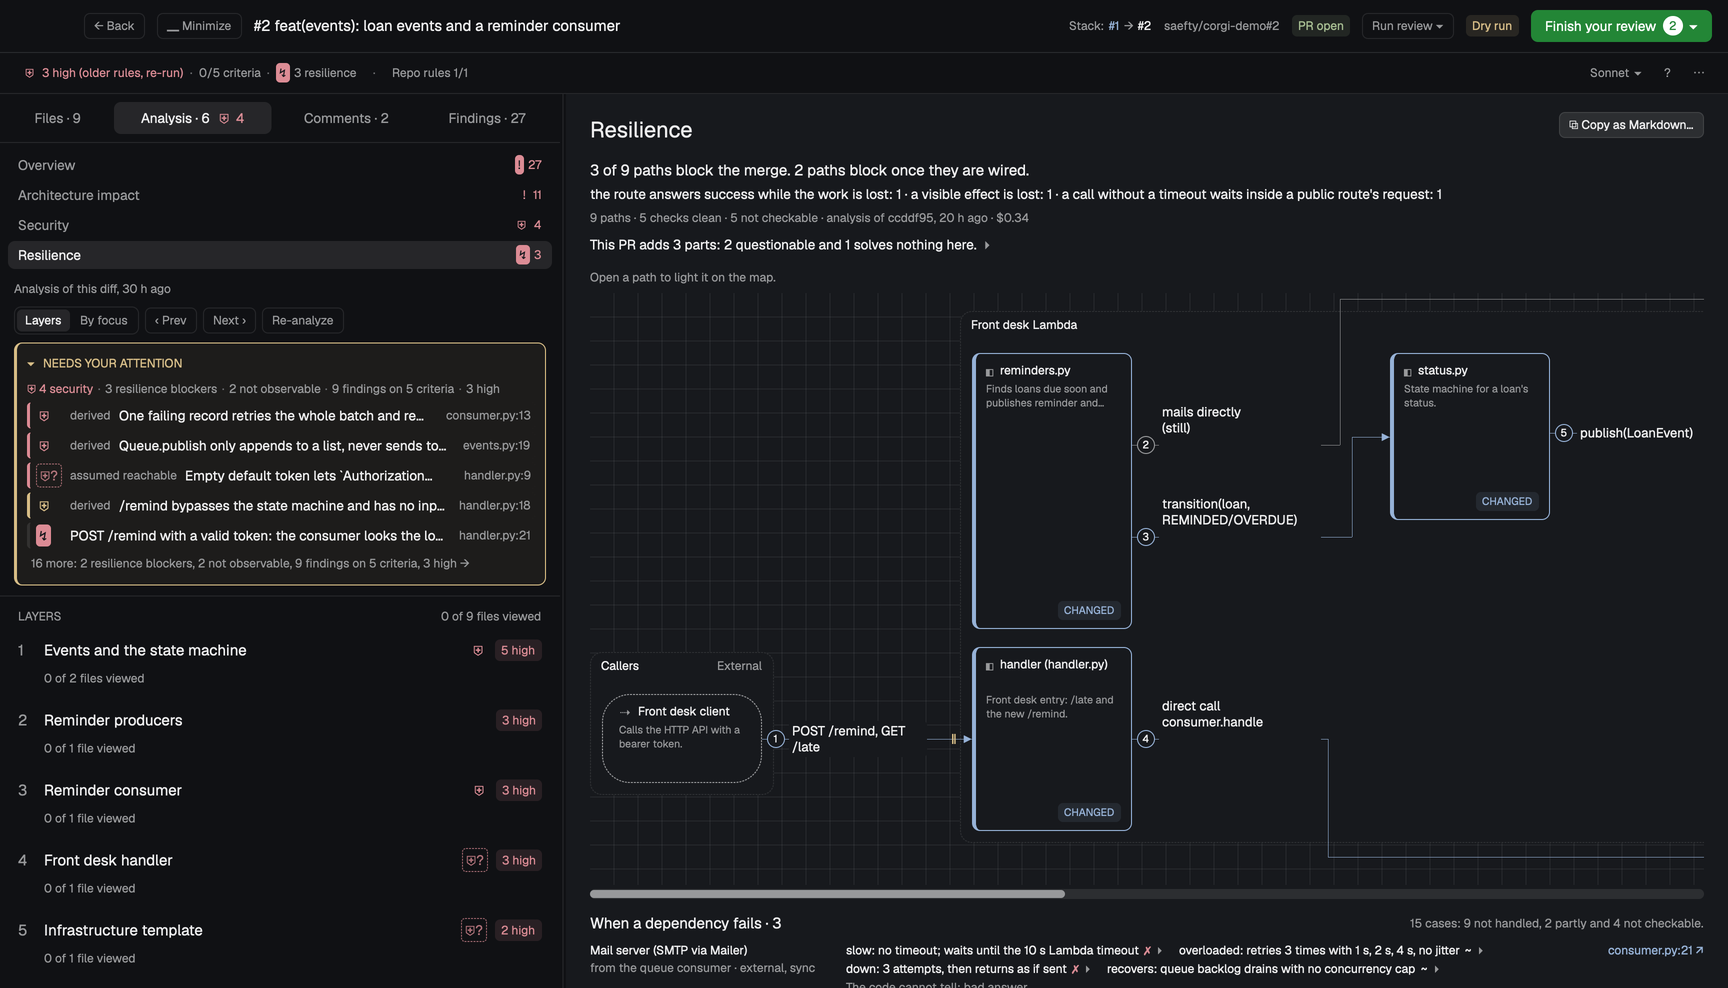 ← Back
Minimize
#2 feat(events): loan events and a reminder consumer
Stack: #1 → #2
saefty/corgi-demo#2
PR open
Run review
Dry run
Finish your review 2
3 high (older rules, re-run) · 0/5 criteria · 3 resilience · Repo rules 1/1
Sonnet
?
...
Files · 9
Analysis · 6 4
Comments · 2
Findings · 27
Overview ! 27
Architecture impact ! 11
Security 4
Resilience 3
Analysis of this diff, 30 h ago
Layers
By focus
‹ Prev
Next ›
Re-analyze
NEEDS YOUR ATTENTION
4 security · 3 resilience blockers · 2 not observable · 9 findings on 5 criteria · 3 high
derived One failing record retries the whole batch and re... consumer.py:13
derived Queue.publish only appends to a list, never sends to... events.py:19
? assumed reachable Empty default token lets `Authorization... handler.py:9
derived /remind bypasses the state machine and has no inp... handler.py:18
POST /remind with a valid token: the consumer looks the lo... handler.py:21
16 more: 2 resilience blockers, 2 not observable, 9 findings on 5 criteria, 3 high →
LAYERS
0 of 9 files viewed
1 Events and the state machine 5 high
0 of 2 files viewed
2 Reminder producers 3 high
0 of 1 file viewed
3 Reminder consumer 3 high
0 of 1 file viewed
4 Front desk handler ? 3 high
0 of 1 file viewed
5 Infrastructure template ? 2 high
0 of 1 file viewed
Resilience
Copy as Markdown...
3 of 9 paths block the merge. 2 paths block once they are wired.
the route answers success while the work is lost: 1 · a visible effect is lost: 1 · a call without a timeout waits inside a public route's request: 1
9 paths · 5 checks clean · 5 not checkable · analysis of ccddf95, 20 h ago · $0.34
This PR adds 3 parts: 2 questionable and 1 solves nothing here.
Open a path to light it on the map.
Front desk Lambda
reminders.py
Finds loans due soon and
publishes reminder and...
CHANGED
2
mails directly
(still)
3
transition(loan,
REMINDED/OVERDUE)
status.py
State machine for a loan's
status.
CHANGED
5
publish(LoanEvent)
Callers
External
→ Front desk client
Calls the HTTP API with a
bearer token.
1
POST /remind, GET
/late
handler (handler.py)
Front desk entry: /late and
the new /remind.
CHANGED
4
direct call
consumer.handle
When a dependency fails · 3
15 cases: 9 not handled, 2 partly and 4 not checkable.
Mail server (SMTP via Mailer)
from the queue consumer · external, sync
slow: no timeout; waits until the 10 s Lambda timeout ✗
overloaded: retries 3 times with 1 s, 2 s, 4 s, no jitter ~
consumer.py:21 ↗
down: 3 attempts, then returns as if sent ✗
recovers: queue backlog drains with no concurrency cap ~
The code cannot tell: bad answer